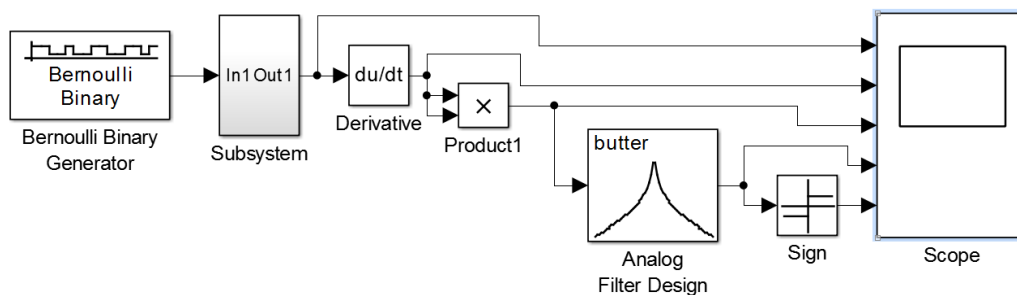 Bernoulli
Binary
Bernoulli Binary
Generator
In1 Out1
Subsystem
du/dt
Derivative
×
Product1
butter
Analog
Filter Design
Sign
Scope